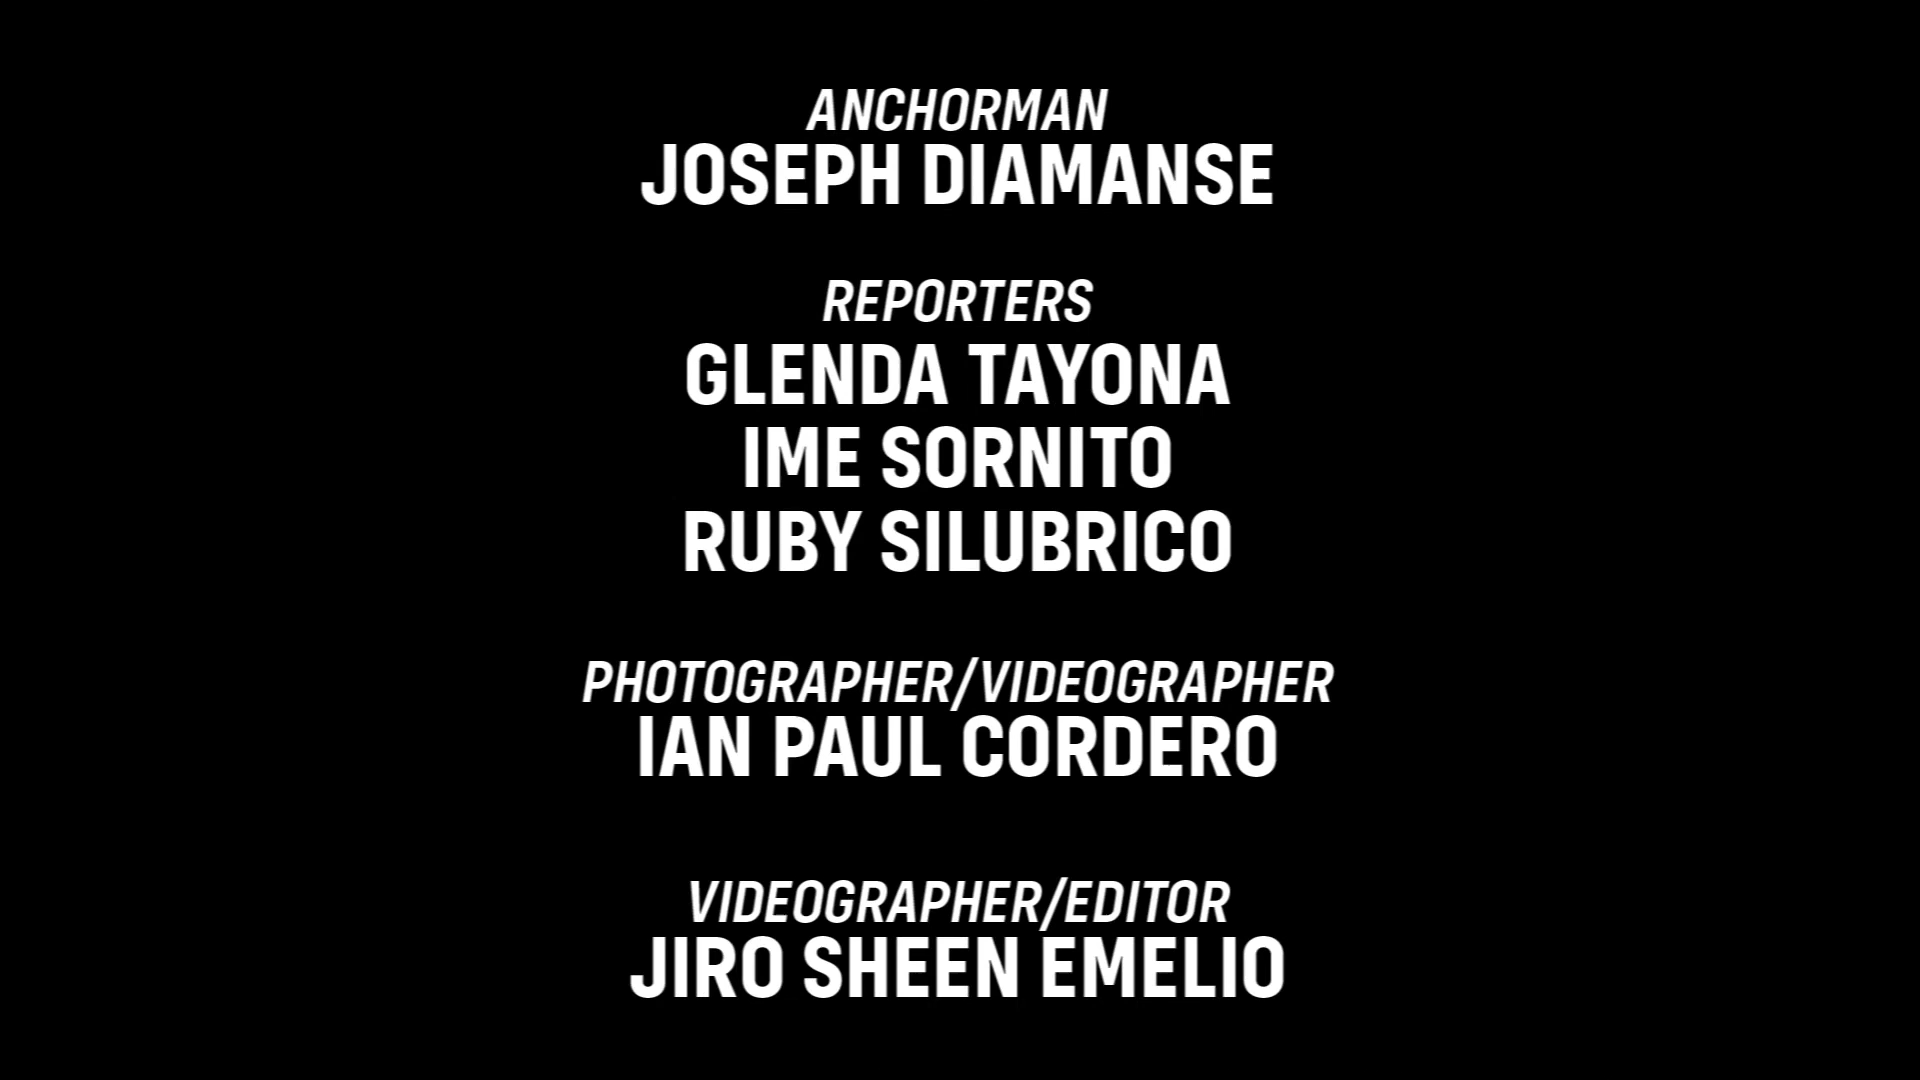 ANCHORMAN
JOSEPH DIAMANSE
REPORTERS
GLENDA TAYONA
IME SORNITO
RUBY SILUBRICO
PHOTOGRAPHER/VIDEOGRAPHER
IAN PAUL CORDERO
VIDEOGRAPHER/EDITOR
JIRO SHEEN EMELIO